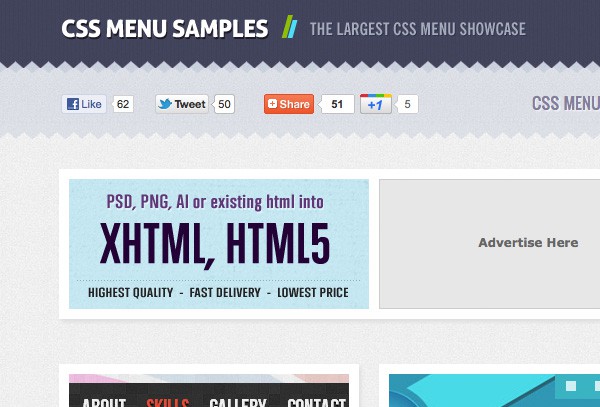 CSS MENU SAMPLES // THE LARGEST CSS MENU SHOWCASE
Like 62 Tweet 50 Share 51 +1 5 CSS MENU
PSD, PNG, AI or existing html into
XHTML, HTML5
HIGHEST QUALITY - FAST DELIVERY - LOWEST PRICE
Advertise Here
ABOUT SKILLS GALLERY CONTACT